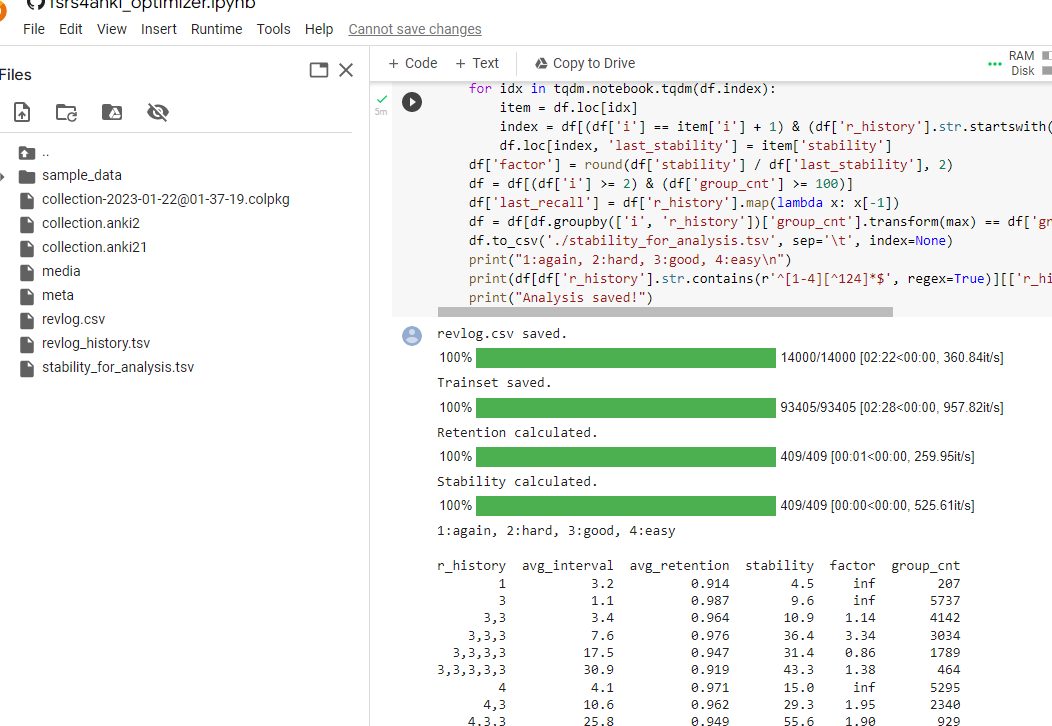 fsrs4anki_optimizer.ipynb
File Edit View Insert Runtime Tools Help Cannot save changes
Files
..
sample_data
collection-2023-01-22@01-37-19.colpkg
collection.anki2
collection.anki21
media
meta
revlog.csv
revlog_history.tsv
stability_for_analysis.tsv
+ Code + Text Copy to Drive
RAM
Disk
5m
for idx in tqdm.notebook.tqdm(df.index):
item = df.loc[idx]
index = df[(df['i'] == item['i'] + 1) & (df['r_history'].str.startswith(
df.loc[index, 'last_stability'] = item['stability']
df['factor'] = round(df['stability'] / df['last_stability'], 2)
df = df[(df['i'] >= 2) & (df['group_cnt'] >= 100)]
df['last_recall'] = df['r_history'].map(lambda x: x[-1])
df = df[df.groupby(['i', 'r_history'])['group_cnt'].transform(max) == df['gr
df.to_csv('./stability_for_analysis.tsv', sep='\t', index=None)
print("1:again, 2:hard, 3:good, 4:easy\n")
print(df[df['r_history'].str.contains(r'^[1-4][^124]*$', regex=True)][['r_hi
print("Analysis saved!")
revlog.csv saved.
100% 14000/14000 [02:22<00:00, 360.84it/s]
Trainset saved.
100% 93405/93405 [02:28<00:00, 957.82it/s]
Retention calculated.
100% 409/409 [00:01<00:00, 259.95it/s]
Stability calculated.
100% 409/409 [00:00<00:00, 525.61it/s]
1:again, 2:hard, 3:good, 4:easy
r_history avg_interval avg_retention stability factor group_cnt
1 3.2 0.914 4.5 inf 207
3 1.1 0.987 9.6 inf 5737
3,3 3.4 0.964 10.9 1.14 4142
3,3,3 7.6 0.976 36.4 3.34 3034
3,3,3,3 17.5 0.947 31.4 0.86 1789
3,3,3,3,3 30.9 0.919 43.3 1.38 464
4 4.1 0.971 15.0 inf 5295
4,3 10.6 0.962 29.3 1.95 2340
4,3,3 25.8 0.949 55.6 1.90 929